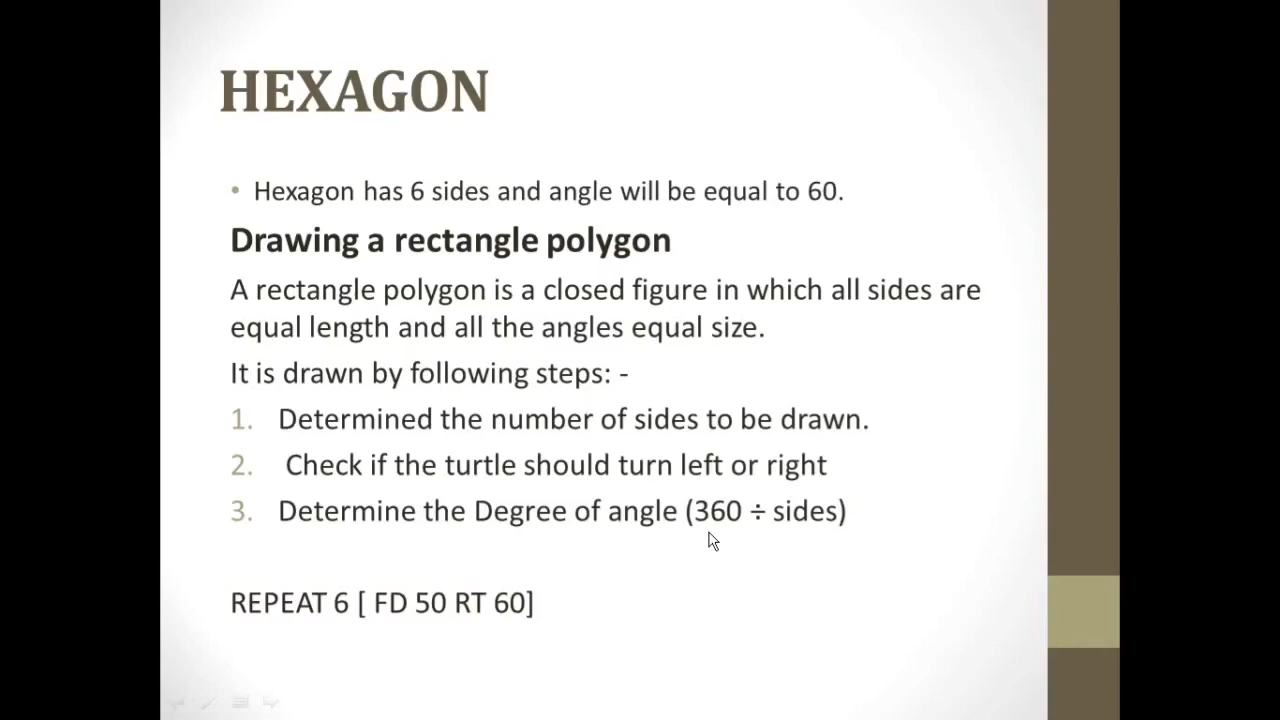 HEXAGON
• Hexagon has 6 sides and angle will be equal to 60.
Drawing a rectangle polygon
A rectangle polygon is a closed figure in which all sides are
equal length and all the angles equal size.
It is drawn by following steps: -
1. Determined the number of sides to be drawn.
2. Check if the turtle should turn left or right
3. Determine the Degree of angle (360 ÷ sides)
REPEAT 6 [ FD 50 RT 60]